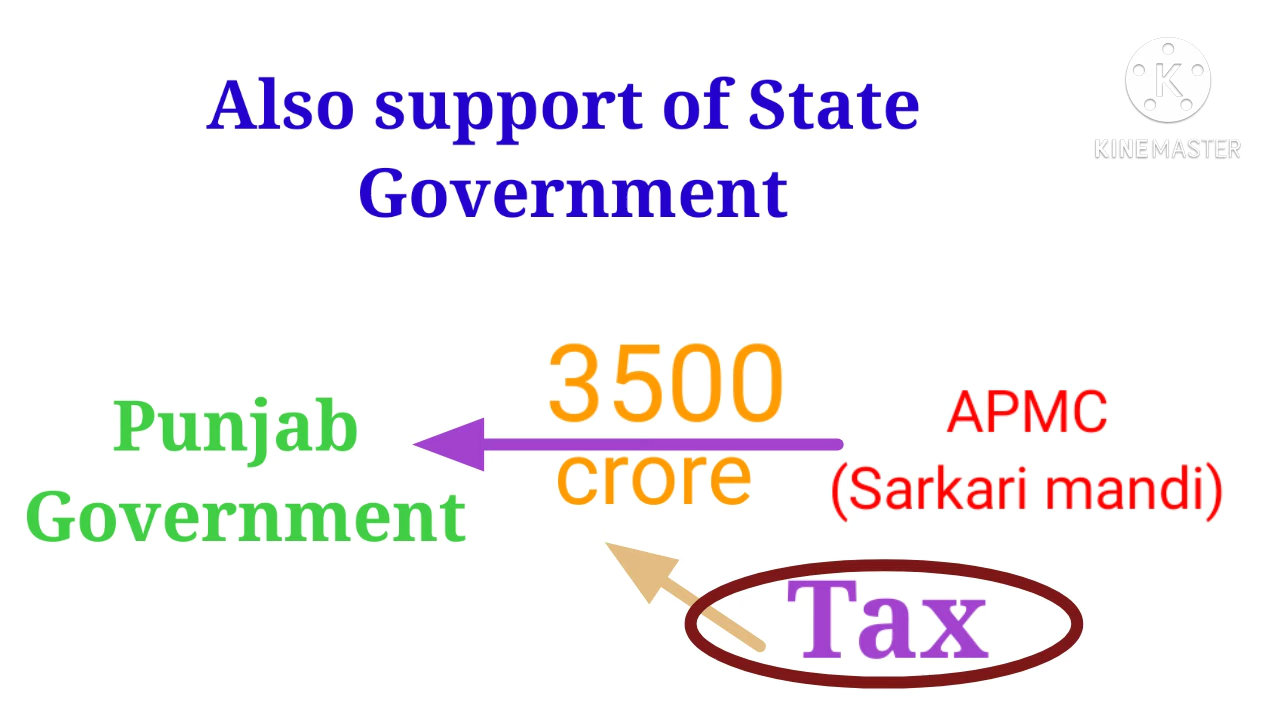 Also support of State
Government
K
KINEMASTER
3500
crore
Punjab
Government
APMC
(Sarkari mandi)
Tax